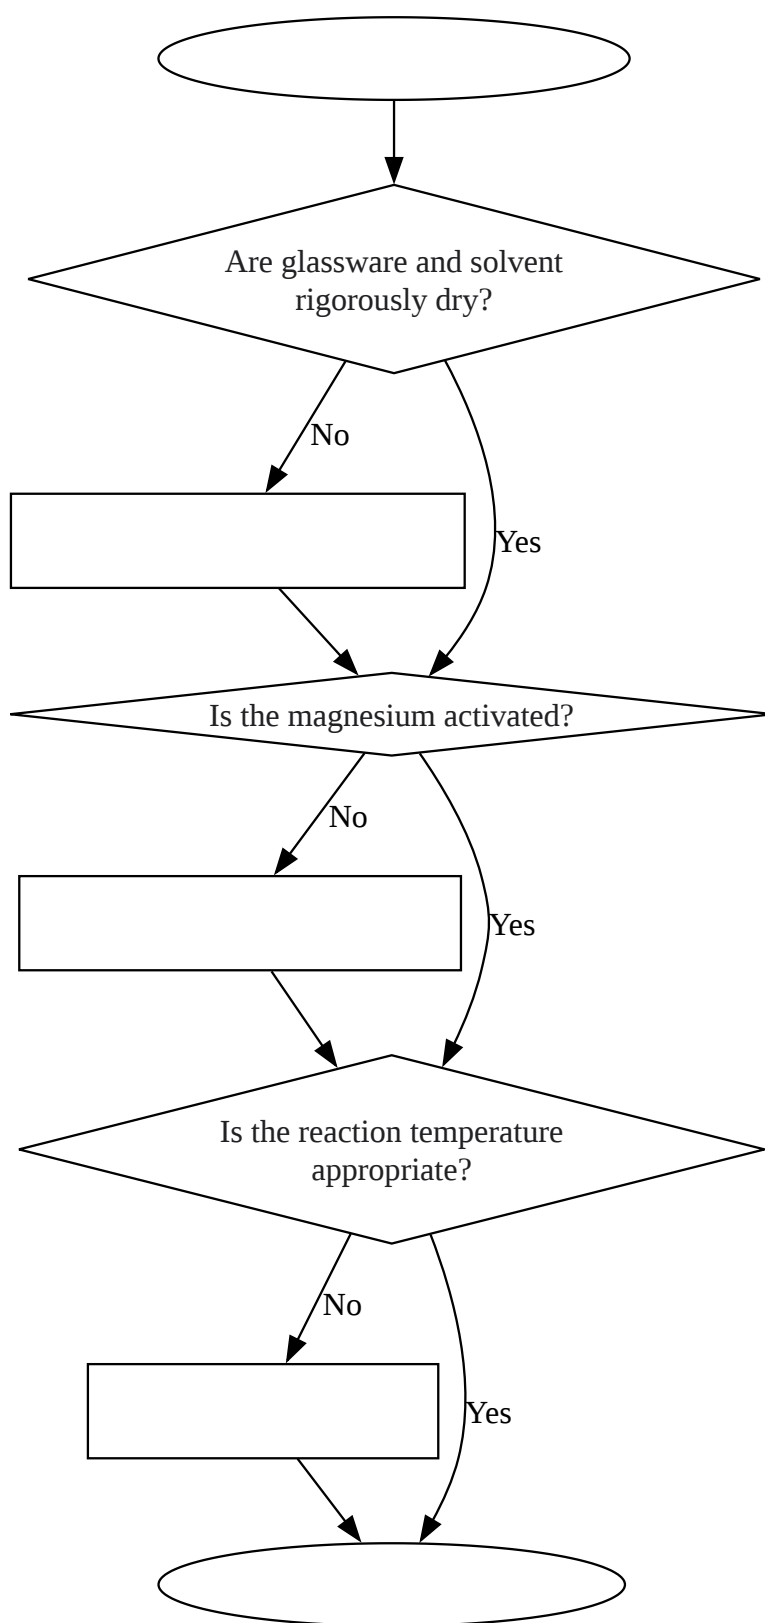 Are glassware and solvent
rigorously dry?
No
Yes
Is the magnesium activated?
No
Yes
Is the reaction temperature
appropriate?
No
Yes